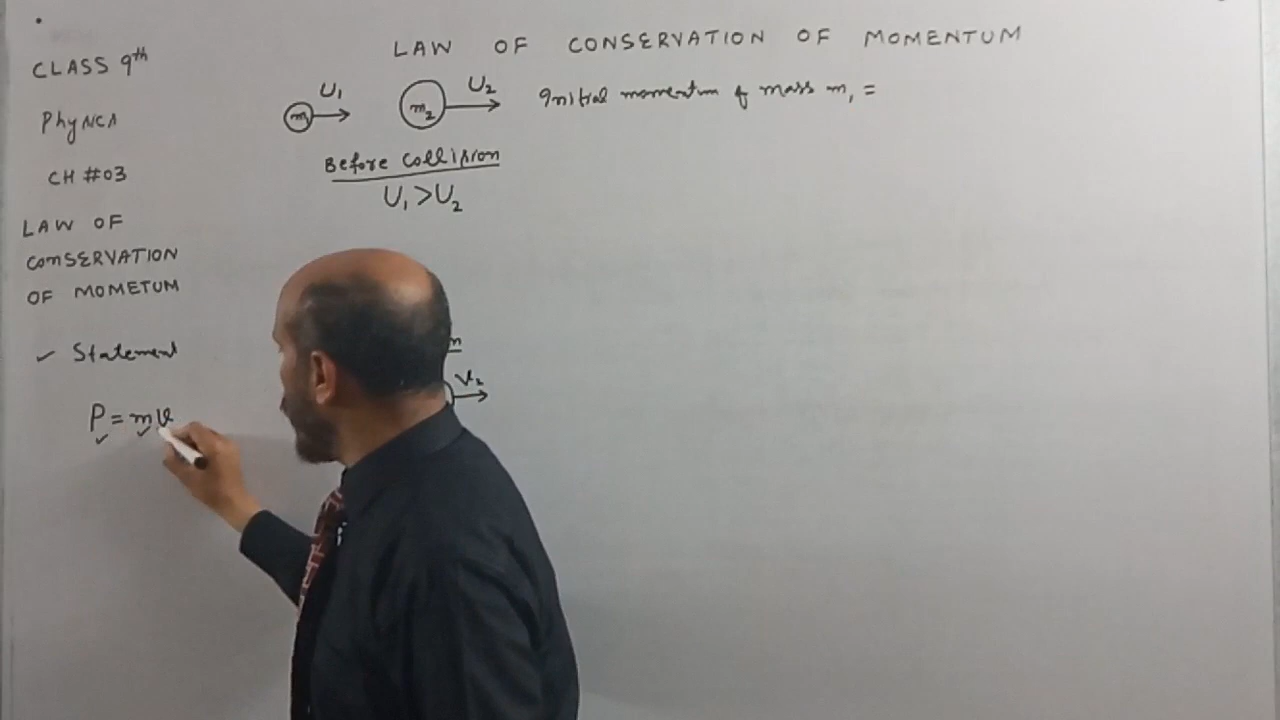 LAW OF CONSERVATION OF MOMENTUM
CLASS 9th
PhyNCA
CH #03
LAW OF
ConSERVATION
OF MOMETUM
✓ Statement
P = mv
U1
U2
m1
m2
Initial momentum of mass m1 =
Before Collision
U1 > U2
n
v2